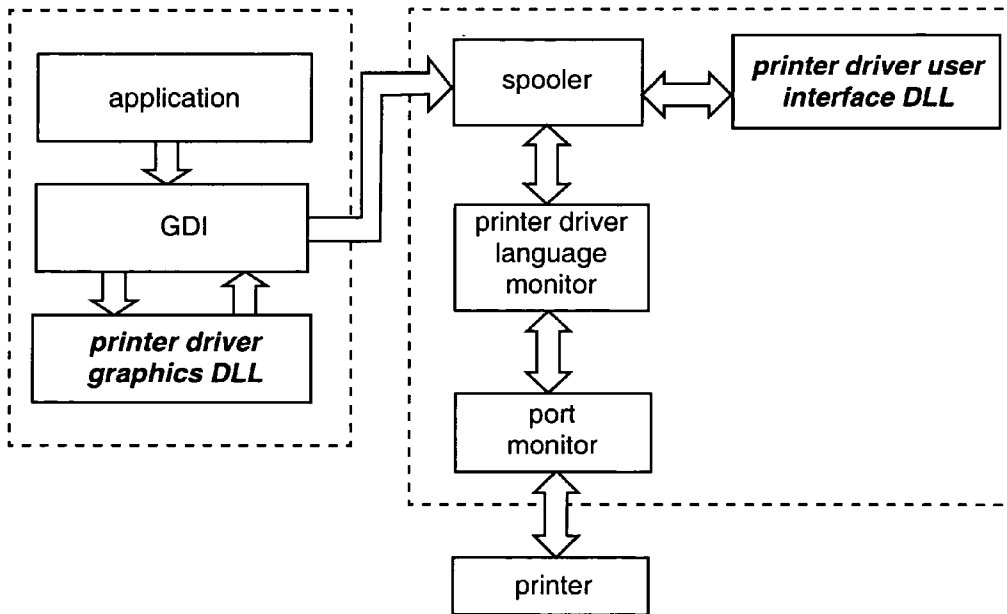 application
GDI
printer driver
graphics DLL
spooler
printer driver user
interface DLL
printer driver
language
monitor
port
monitor
printer